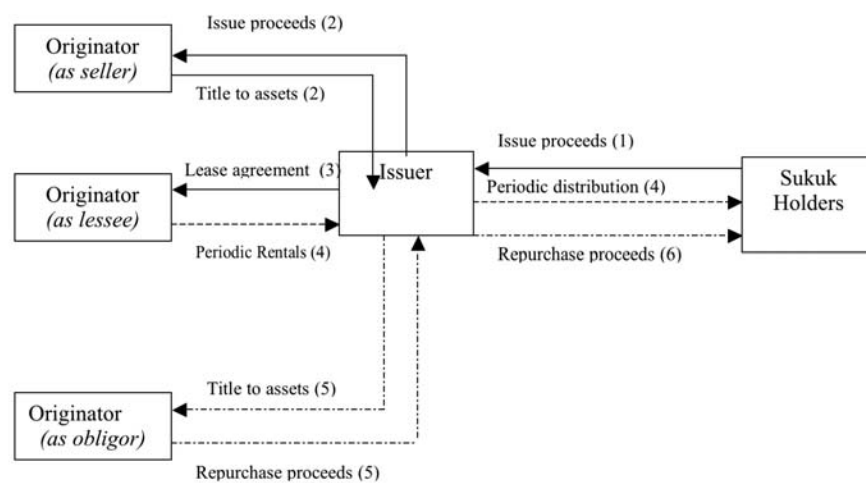 Issue proceeds (2)
Originator
(as seller)
Title to assets (2)
Issue proceeds (1)
Lease agreement (3)
Issuer
Originator
(as lessee)
Periodic distribution (4)
Sukuk
Holders
Periodic Rentals (4)
Repurchase proceeds (6)
Title to assets (5)
Originator
(as obligor)
Repurchase proceeds (5)